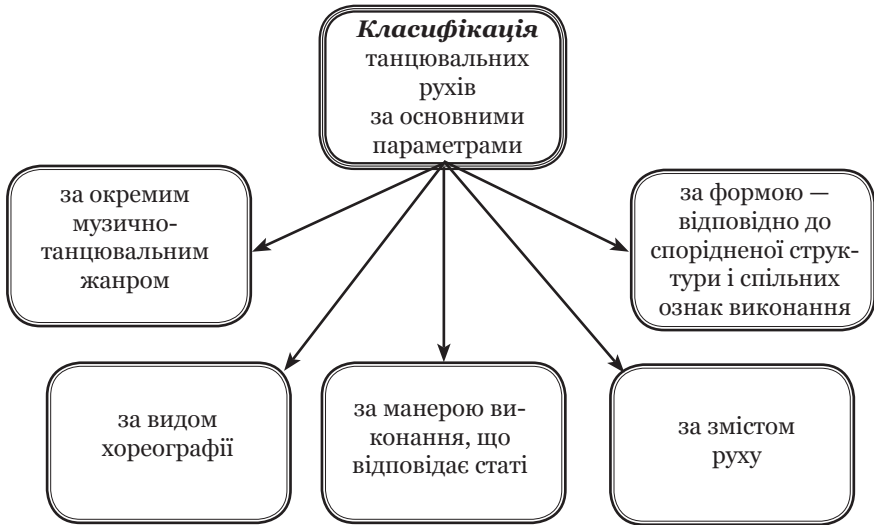 Класифікація
танцювальних
рухів
за основними
параметрами
за окремим
музично-
танцювальним
жанром
за формою —
відповідно до
спорідненої струк-
тури і спільних
ознак виконання
за видом
хореографії
за манерою ви-
конання, що
відповідає статі
за змістом
руху